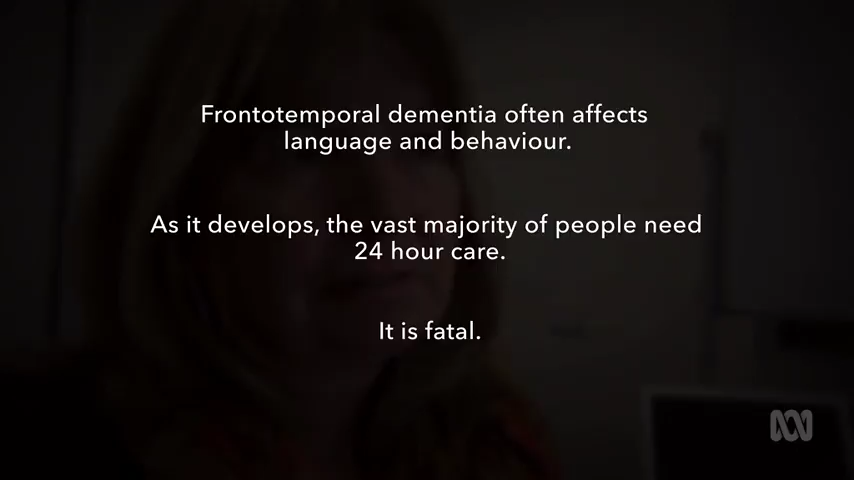 Frontotemporal dementia often affects
language and behaviour.
As it develops, the vast majority of people need
24 hour care.
It is fatal.